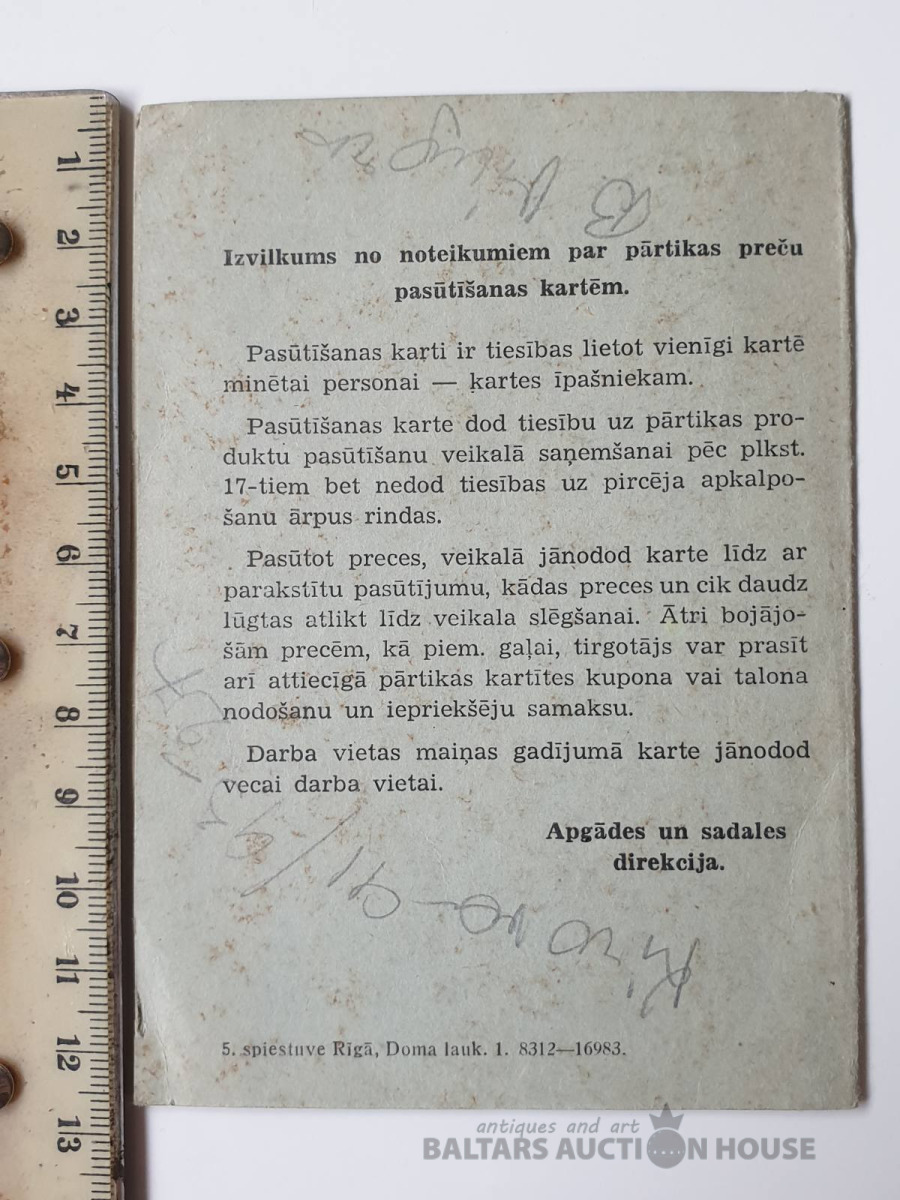 Izvilkums no noteikumiem par pārtikas preču
pasūtīšanas kartēm.
Pasūtīšanas karti ir tiesības lietot vienīgi kartē
minētai personai — kartes īpašniekam.
Pasūtīšanas karte dod tiesību uz pārtikas pro-
duktu pasūtīšanu veikalā saņemšanai pēc plkst.
17-tiem bet nedod tiesības uz pircēja apkalpo-
šanu ārpus rindas.
Pasūtot preces, veikalā jānodod karte līdz ar
parakstītu pasūtījumu, kādas preces un cik daudz
lūgtas atlikt līdz veikala slēgšanai. Ātri bojājo-
šām precēm, kā piem. gaļai, tirgotājs var prasīt
arī attiecīgā pārtikas kartītes kupona vai talona
nodošanu un iepriekšēju samaksu.
Darba vietas maiņas gadījumā karte jānodod
vecai darba vietai.
Apgādes un sadales
direkcija.
5. spiestuve Rīgā, Doma lauk. 1. 8312—16983.
1
2
3
4
5
6
7
8
9
10
11
12
13
antiques and art
BALTARS AUCTION HOUSE